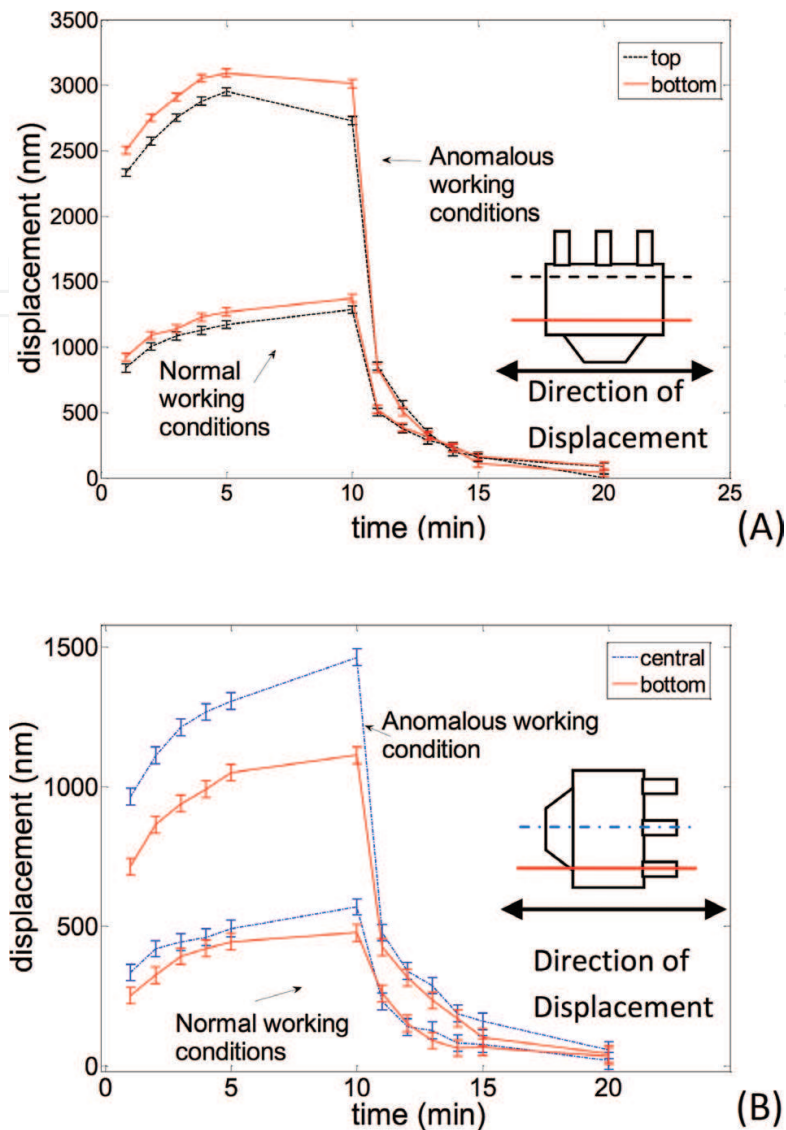 3500
3000
2500
2000
1500
1000
500
0
displacement (nm)
top
bottom
Anomalous
working
conditions
Normal
working
conditions
Direction of
Displacement
0
5
10
15
20
25
time (min)
(A)
1500
1000
500
0
displacement (nm)
central
bottom
Anomalous working
condition
Normal working
conditions
Direction of
Displacement
0
5
10
15
20
time (min)
(B)